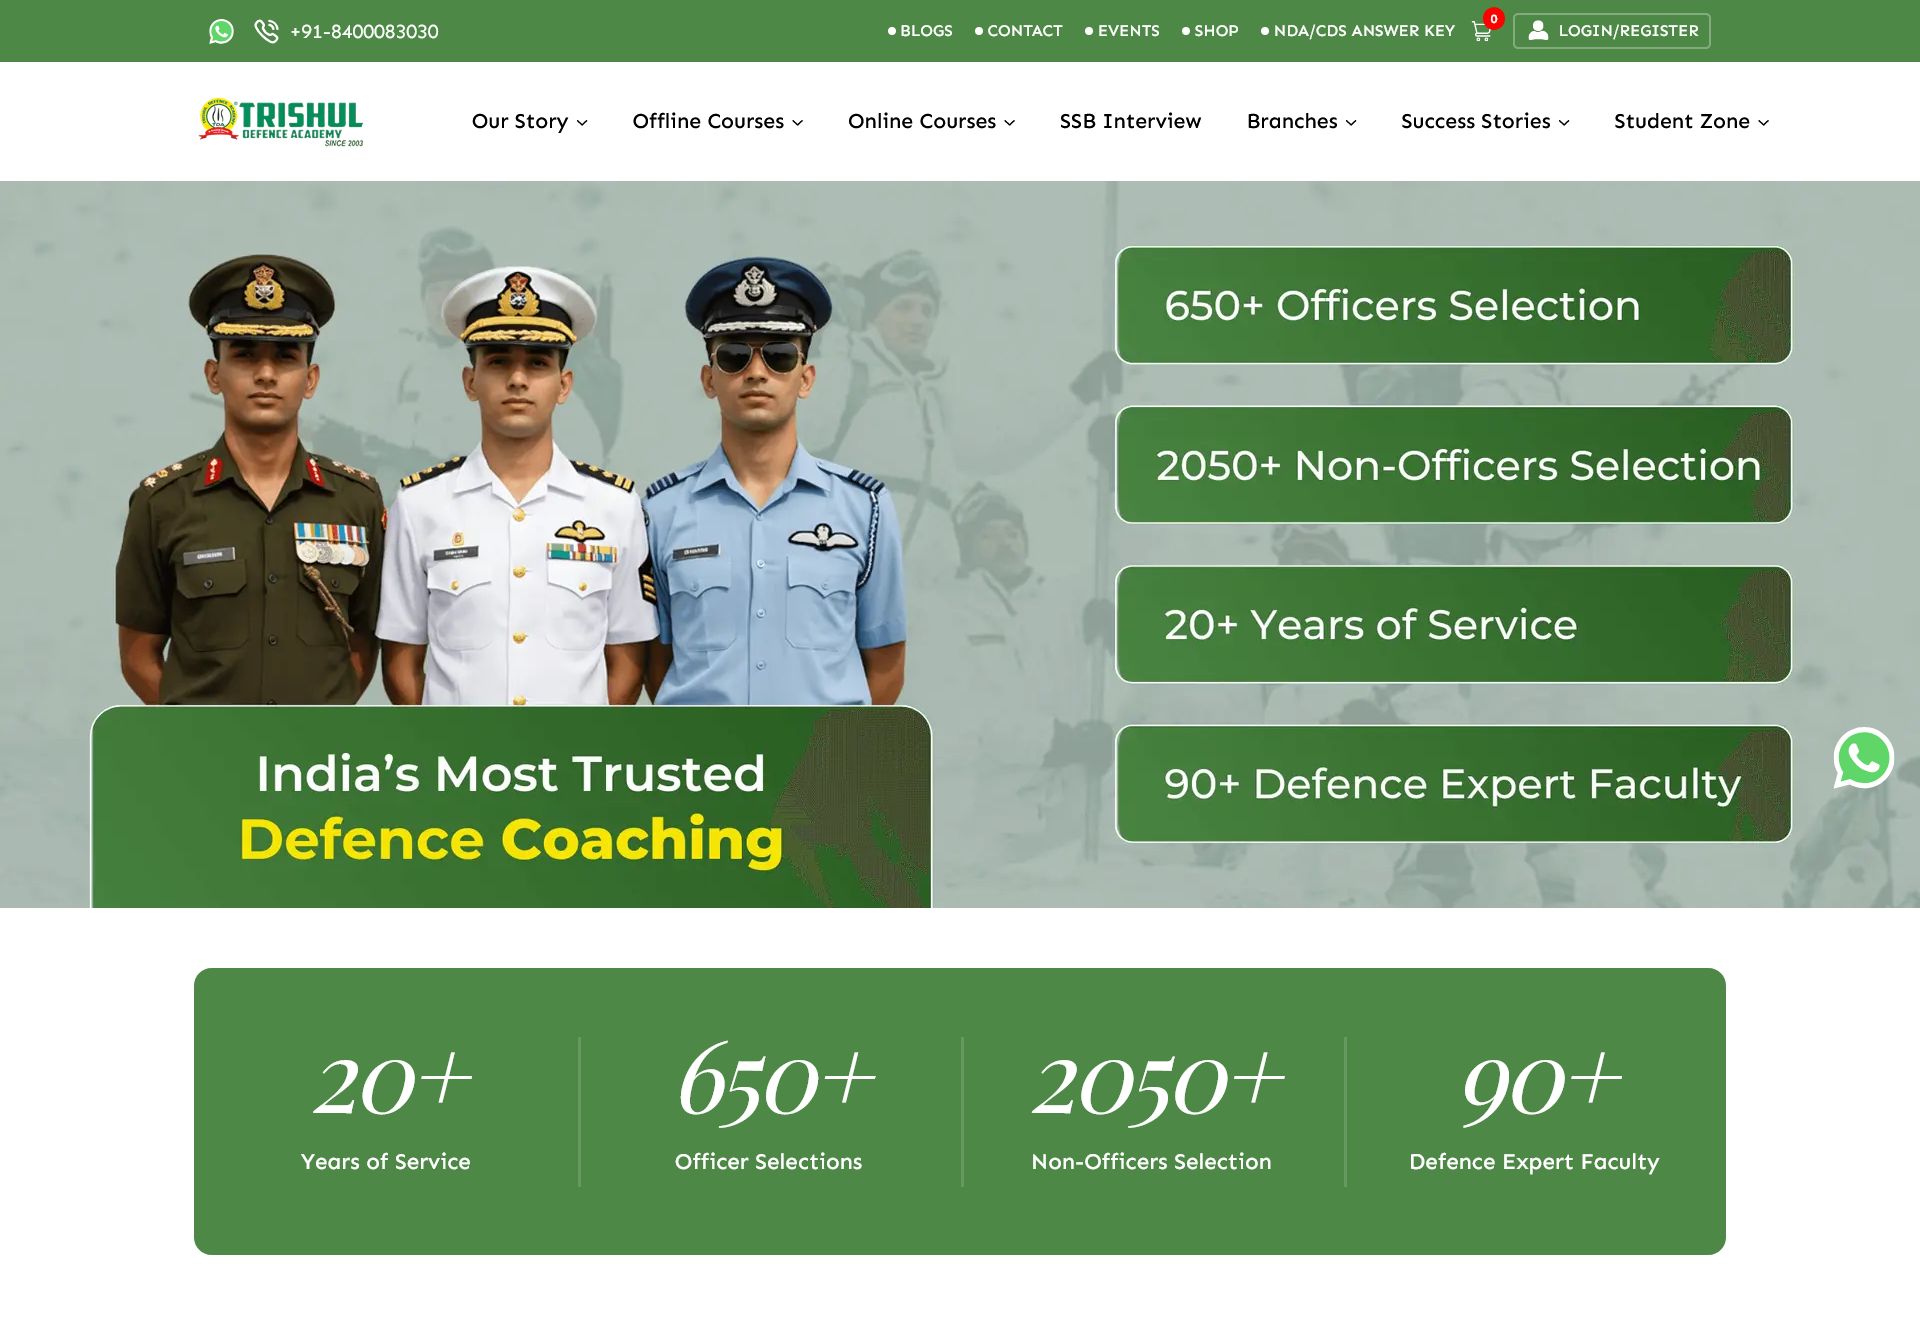 +91-8400083030
BLOGS
CONTACT
EVENTS
SHOP
NDA/CDS ANSWER KEY
0
LOGIN/REGISTER
TRISHUL
DEFENCE ACADEMY
SINCE 2003
Our Story
Offline Courses
Online Courses
SSB Interview
Branches
Success Stories
Student Zone
650+ Officers Selection
2050+ Non-Officers Selection
20+ Years of Service
90+ Defence Expert Faculty
India's Most Trusted
Defence Coaching
20+
Years of Service
650+
Officer Selections
2050+
Non-Officers Selection
90+
Defence Expert Faculty